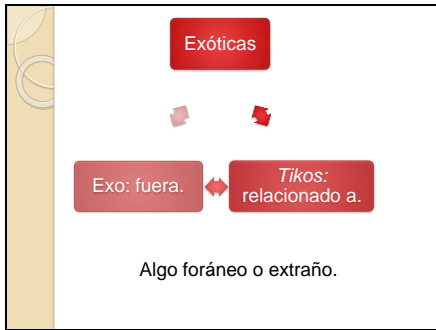 Exóticas
Exo: fuera.
Tikos:
relacionado a.
Algo foráneo o extraño.